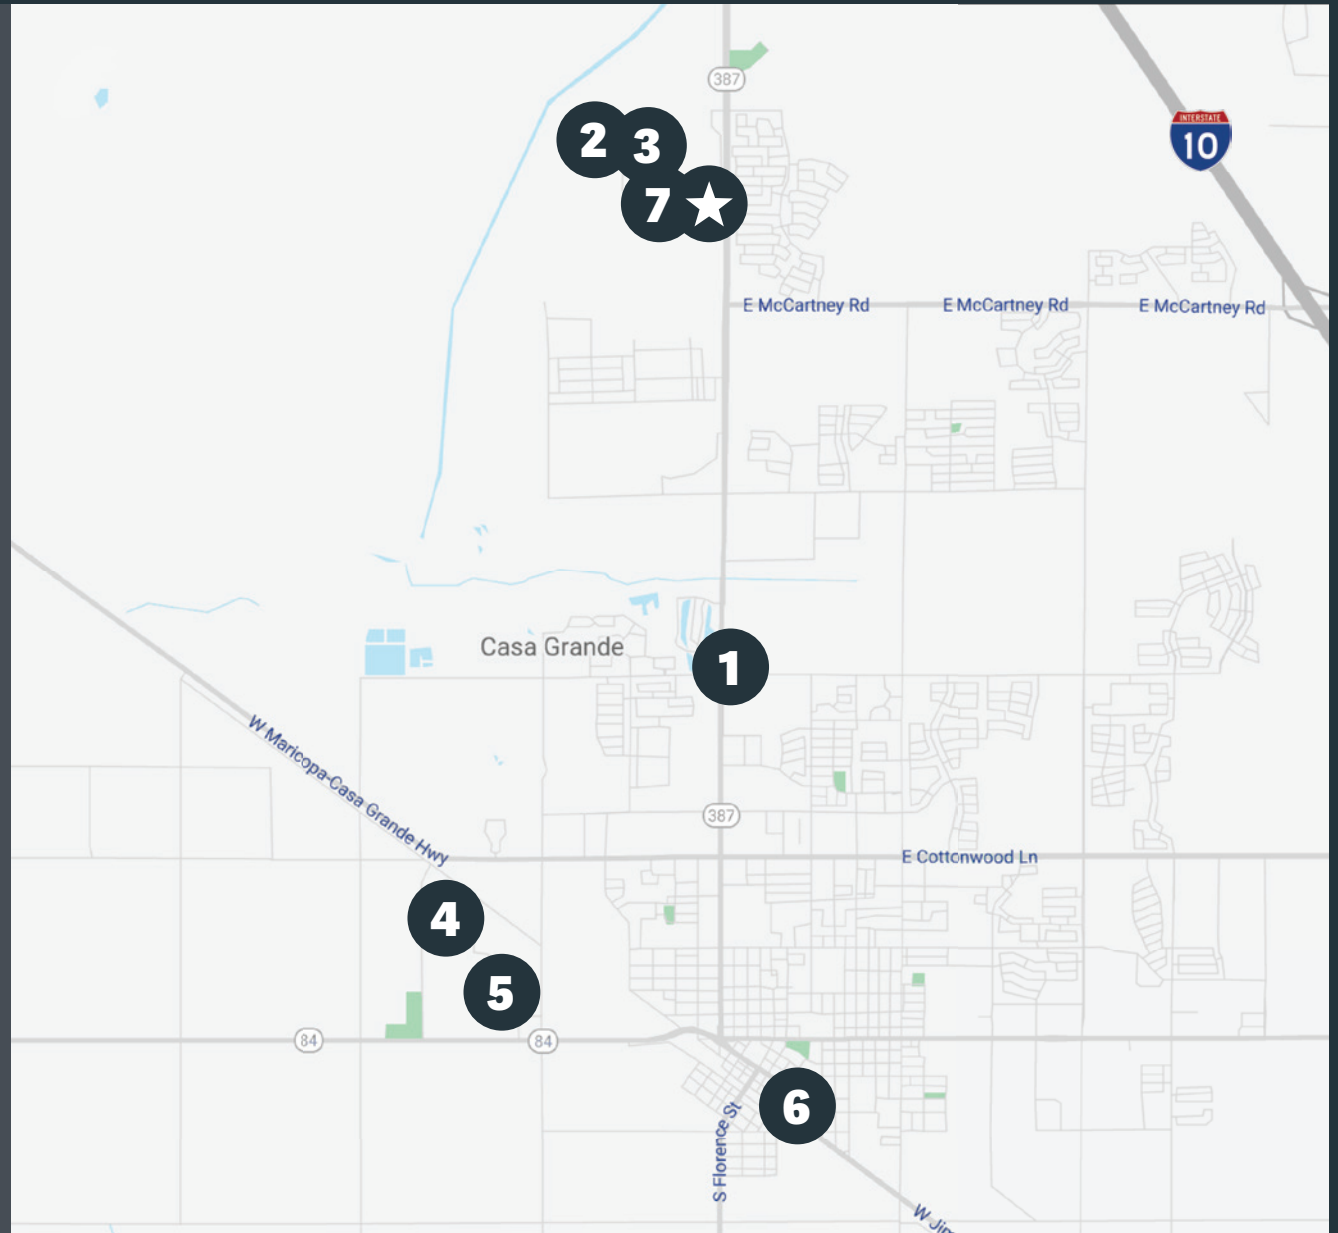 387
INTERSTATE
10
2
3
7
E McCartney Rd
E McCartney Rd
E McCartney Rd
Casa Grande
1
W Maricopa-Casa Grande Hwy
387
E Cottonwood Ln
4
5
84
84
6
S Florence St
W